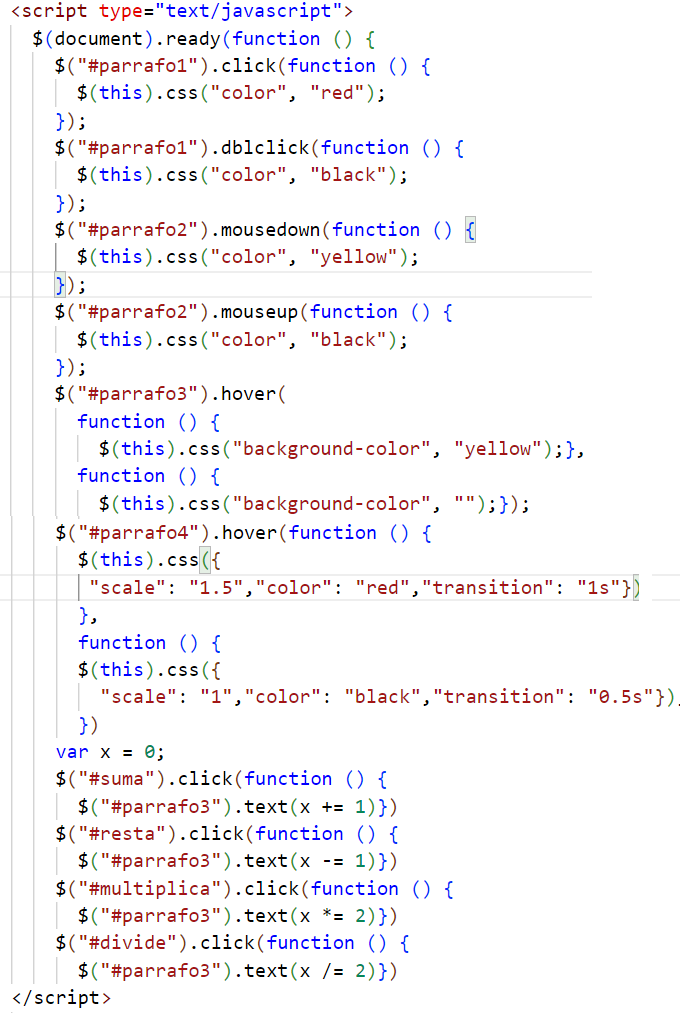 <script type="text/javascript">
$(document).ready(function () {
$("#parrafo1").click(function () {
$(this).css("color", "red");
});
$("#parrafo1").dblclick(function () {
$(this).css("color", "black");
});
$("#parrafo2").mousedown(function () {
$(this).css("color", "yellow");
});
$("#parrafo2").mouseup(function () {
$(this).css("color", "black");
});
$("#parrafo3").hover(
function () {
$(this).css("background-color", "yellow");},
function () {
$(this).css("background-color", "");});
$("#parrafo4").hover(function () {
$(this).css({
"scale": "1.5","color": "red","transition": "1s"})
},
function () {
$(this).css({
"scale": "1","color": "black","transition": "0.5s"});
})
var x = 0;
$("#suma").click(function () {
$("#parrafo3").text(x += 1)})
$("#resta").click(function () {
$("#parrafo3").text(x -= 1)})
$("#multiplica").click(function () {
$("#parrafo3").text(x *= 2)})
$("#divide").click(function () {
$("#parrafo3").text(x /= 2)})
</script>